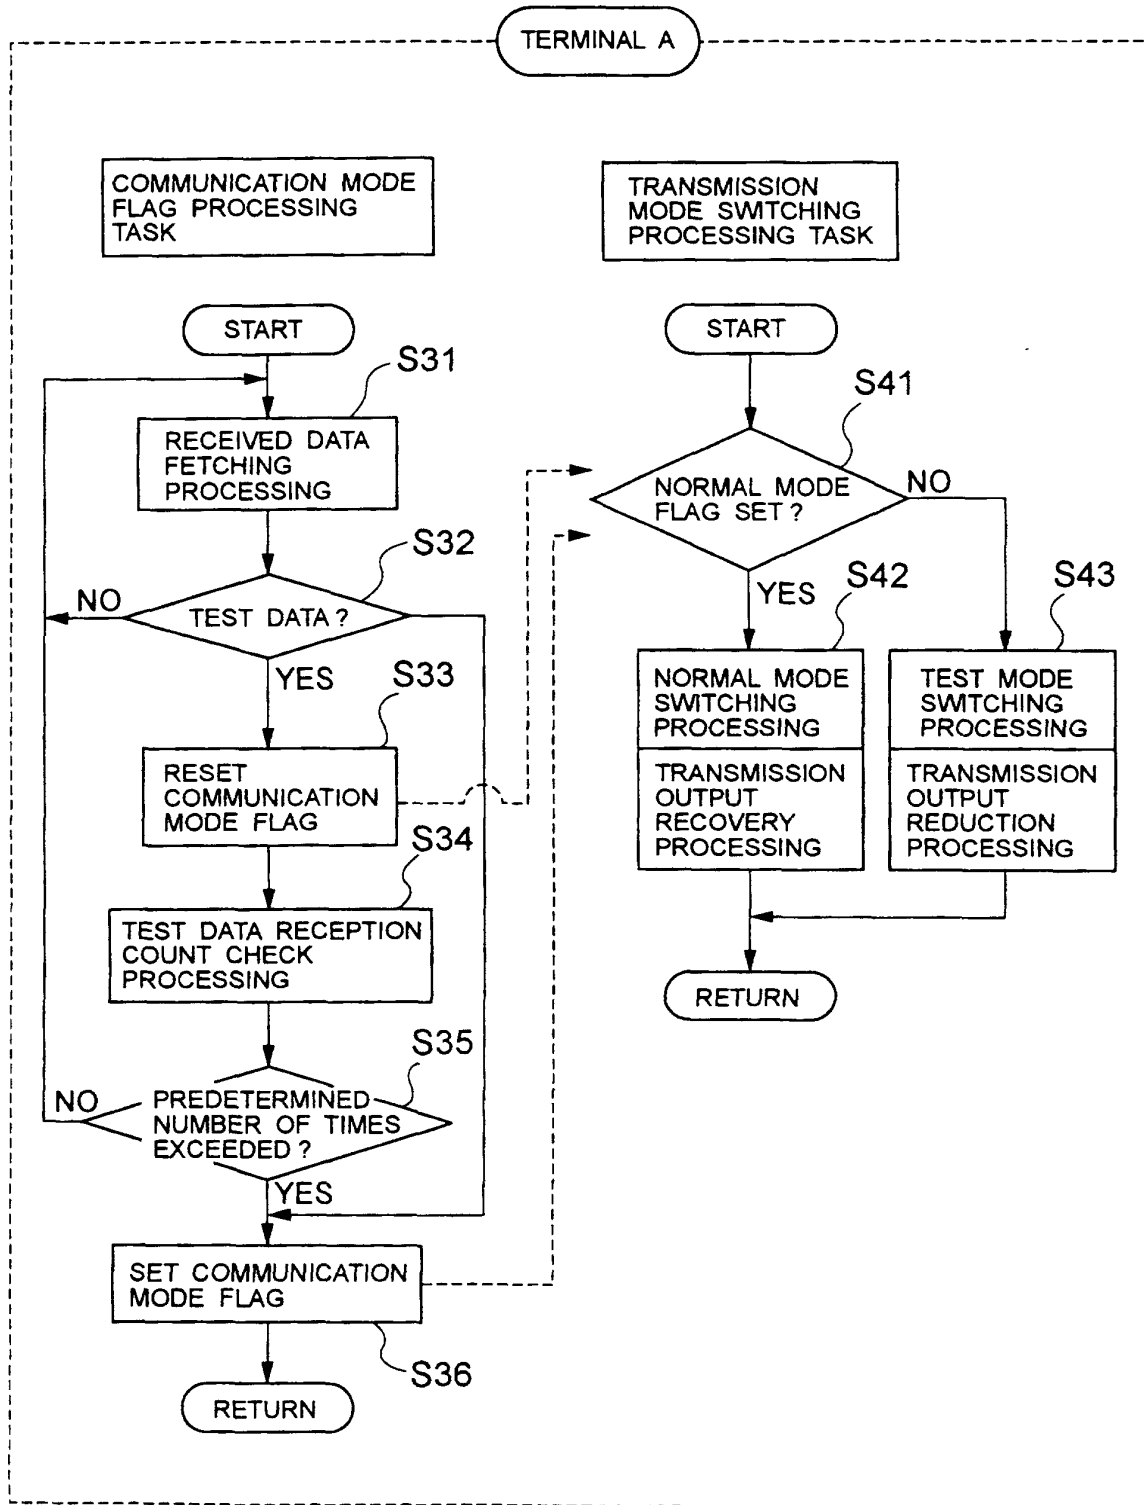 TERMINAL A
COMMUNICATION MODE
FLAG PROCESSING
TASK
START
S31
RECEIVED DATA
FETCHING
PROCESSING
S32
NO
TEST DATA?
YES
S33
RESET
COMMUNICATION
MODE FLAG
S34
TEST DATA RECEPTION
COUNT CHECK
PROCESSING
S35
NO
PREDETERMINED
NUMBER OF TIMES
EXCEEDED?
YES
SET COMMUNICATION
MODE FLAG
S36
RETURN
TRANSMISSION
MODE SWITCHING
PROCESSING TASK
START
S41
NORMAL MODE
FLAG SET?
NO
YES
S42
NORMAL MODE
SWITCHING
PROCESSING
TRANSMISSION
OUTPUT
RECOVERY
PROCESSING
S43
TEST MODE
SWITCHING
PROCESSING
TRANSMISSION
OUTPUT
REDUCTION
PROCESSING
RETURN